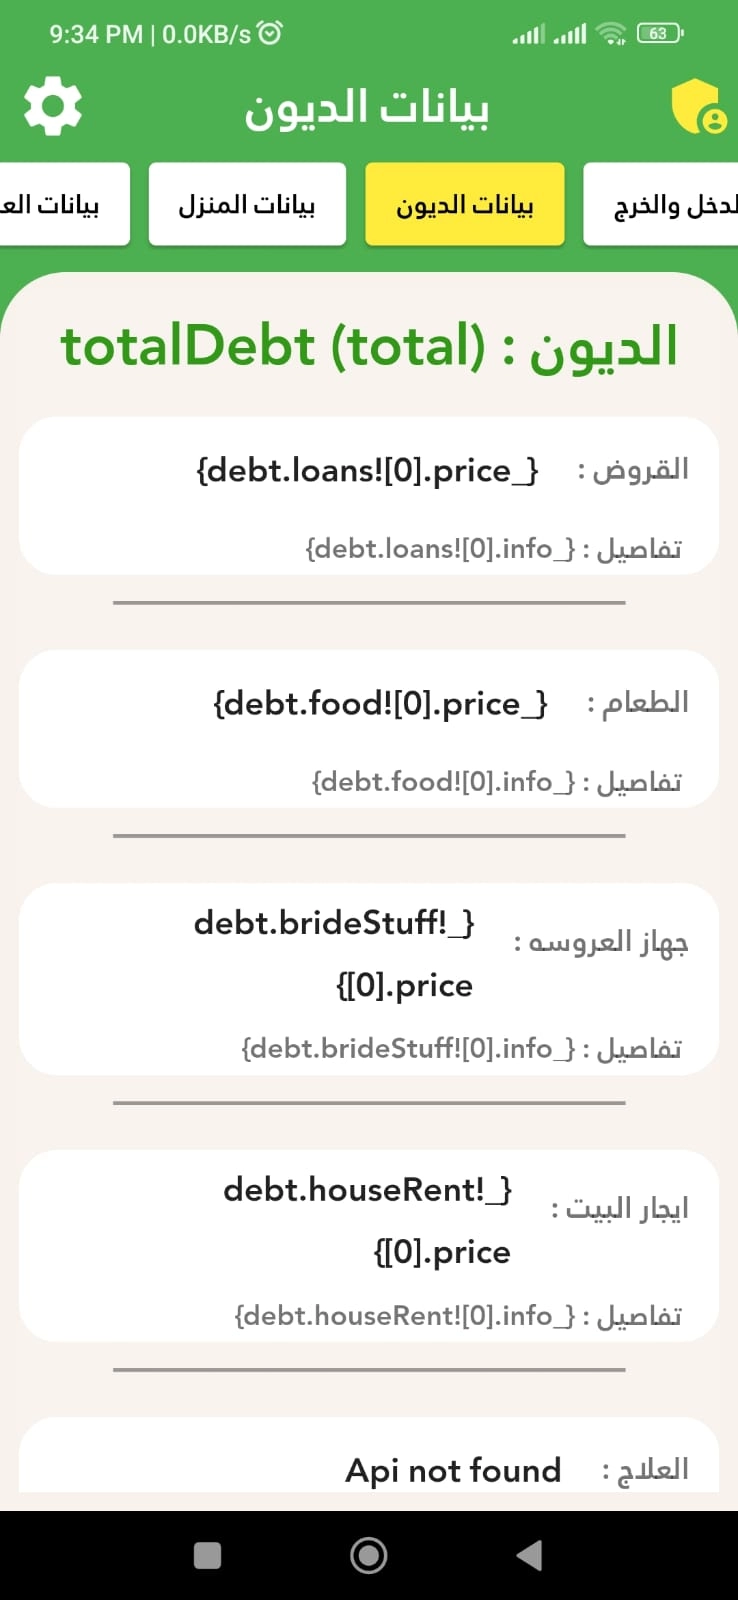 9:34 PM | 0.0KB/s
63
بيانات الديون
لدخل والخرج
بيانات الديون
بيانات المنزل
بيانات الع
الديون : totalDebt (total)
القروض : {debt.loans![0].price_}
تفاصيل : {debt.loans![0].info_}
الطعام : {debt.food![0].price_}
تفاصيل : {debt.food![0].info_}
جهاز العروسه : debt.brideStuff!_}
{[0].price
تفاصيل : {debt.brideStuff![0].info_}
ايجار البيت : debt.houseRent!_}
{[0].price
تفاصيل : {debt.houseRent![0].info_}
العلاج : Api not found